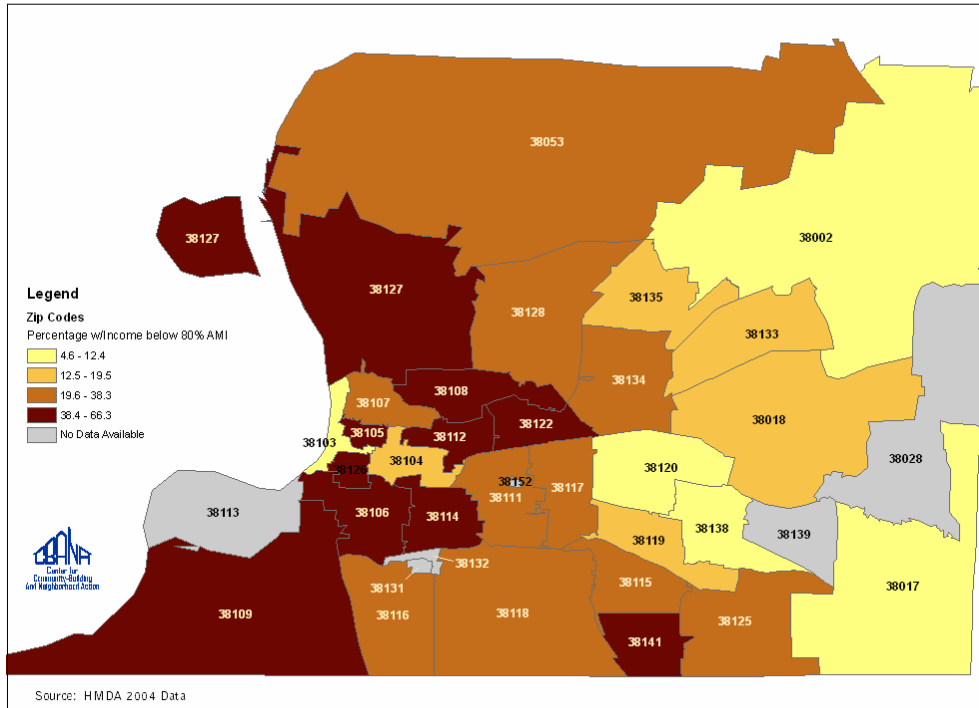 38053
38002
38127
38127
38135
38128
38133
38134
38108
38107
38018
38105
38122
38112
38103
38104
38120
38028
38126
38152
38117
38111
38113
38106
38114
38138
38119
38139
38132
38131
38115
38017
38109
38116
38118
38125
38141
Legend
Zip Codes
Percentage w/Income below 80% AMI
4.6 - 12.4
12.5 - 19.5
19.6 - 38.3
38.4 - 66.3
No Data Available
CBANA
Center for
Community-Building
And Neighborhood Action
Source: HMDA 2004 Data